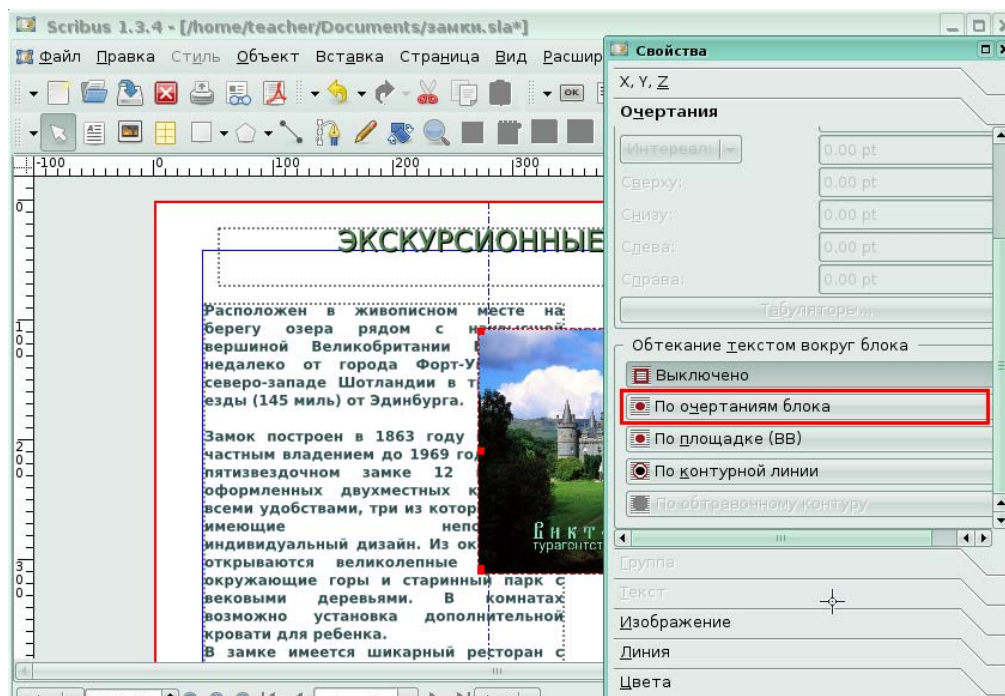 Scribus 1.3.4 - [/home/teacher/Documents/замки.sla*]
Файл Правка Стиль Объект Вставка Страница Вид Расшир
-100 0 100 200 300
0
100
200
300
ЭКСКУРСИОННЫЕ
Расположен в живописном месте на
берегу озера рядом с
вершиной Великобритании
недалеко от города Форт-У
северо-западе Шотландии в т
езды (145 миль) от Эдинбурга.
Замок построен в 1863 году
частным владением до 1969 го
пятизвездочном замке 12
оформленных двухместных к
всеми удобствами, три из котор
имеющие непо
индивидуальный дизайн. Из ок
открываются великолепные
окружающие горы и старинный парк с
вековыми деревьями. В комнатах
возможно установка дополнительной
кровати для ребенка.
В замке имеется шикарный ресторан с
Викт
турагентст
Свойства
X, Y, Z
Очертания
Интервал:
0.00 pt
Сверху:
0.00 pt
Снизу:
0.00 pt
Слева:
0.00 pt
Справа:
0.00 pt
Табуляторы...
Обтекание текстом вокруг блока
Выключено
По очертаниям блока
По площадке (BB)
По контурной линии
По обтравочному контуру
Группа
Текст
Изображение
Линия
Цвета
OK